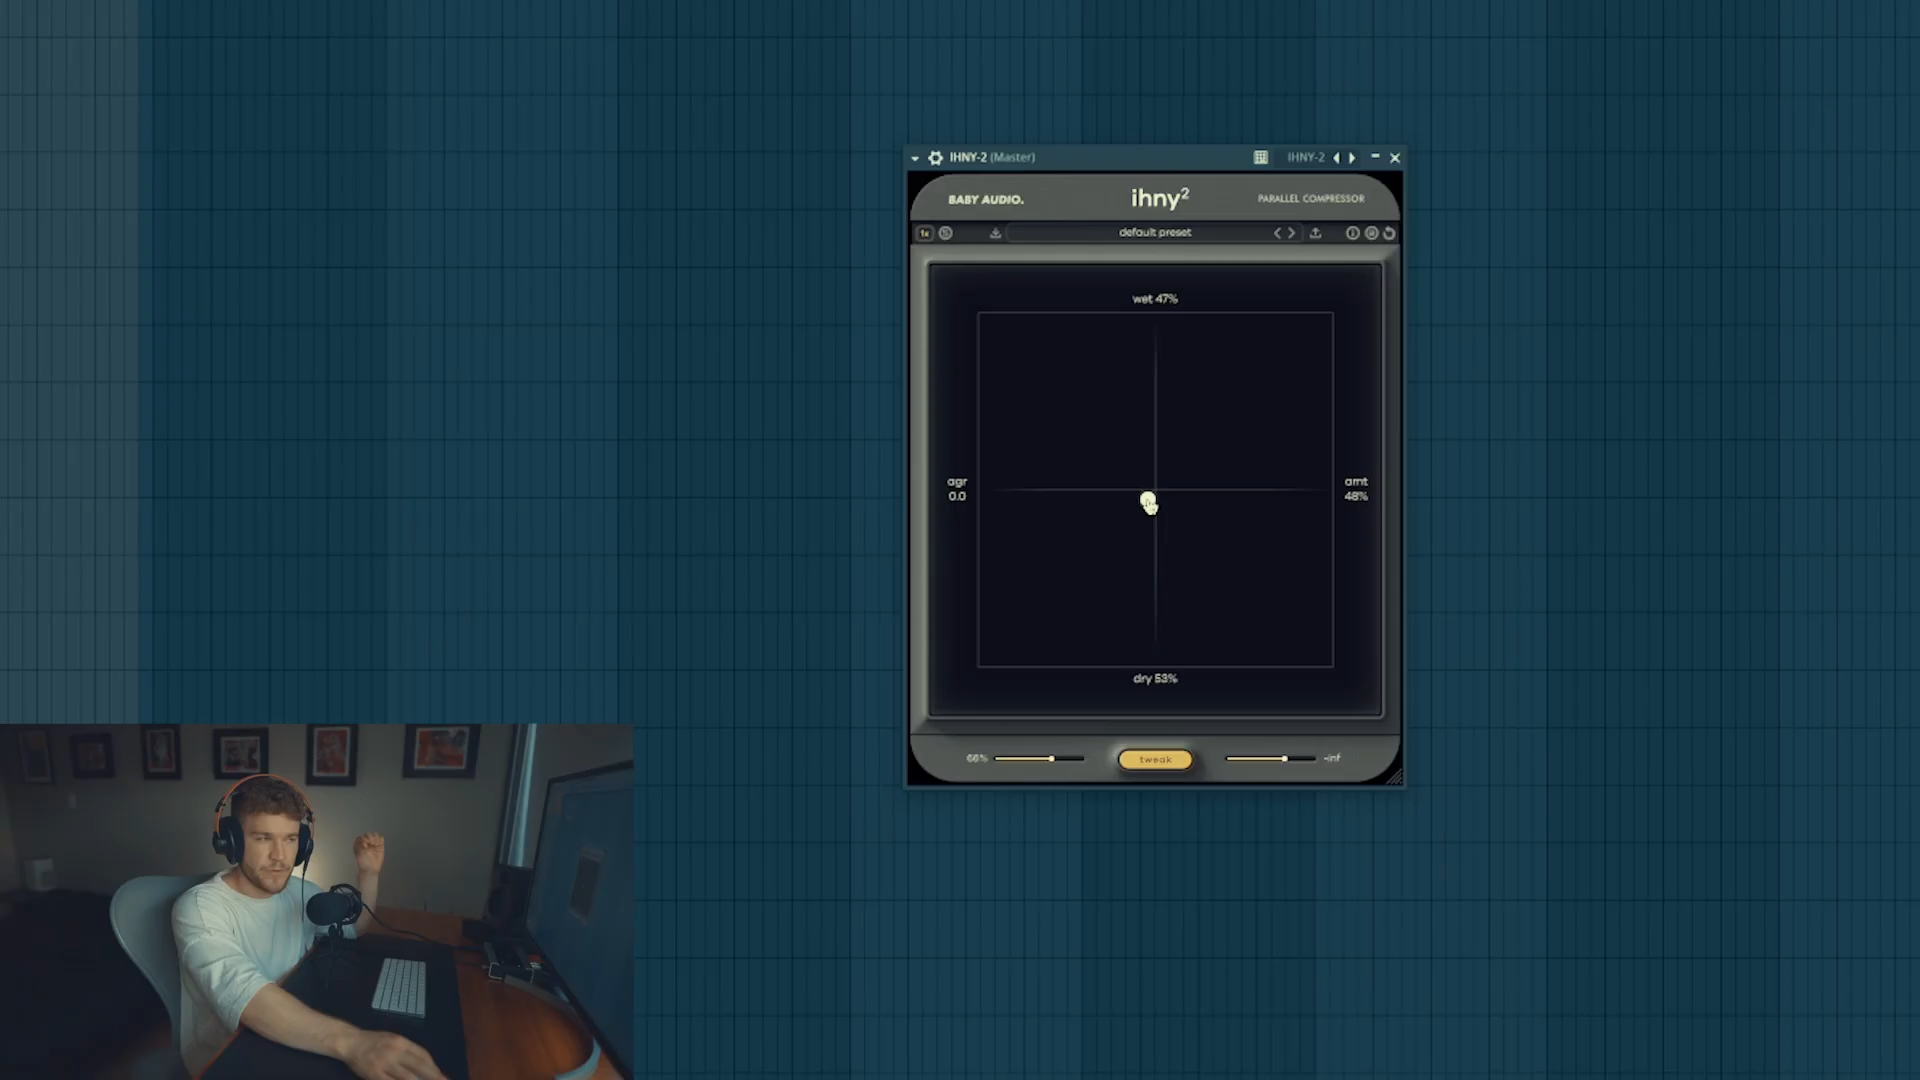 IHNY-2 (Master)
IHNY-2
BABY AUDIO.
ihny²
PARALLEL COMPRESSOR
1x
default preset
wet 47%
agr
0.0
amt
48%
dry 53%
66%
tweak
-inf